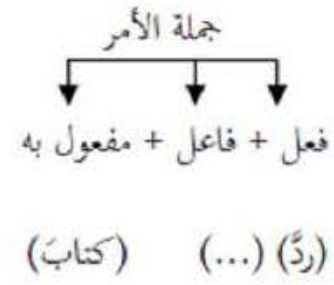 جملة الأمر
فعل + فاعل + مفعول به
(ردَّ) (...) (كتابَ)